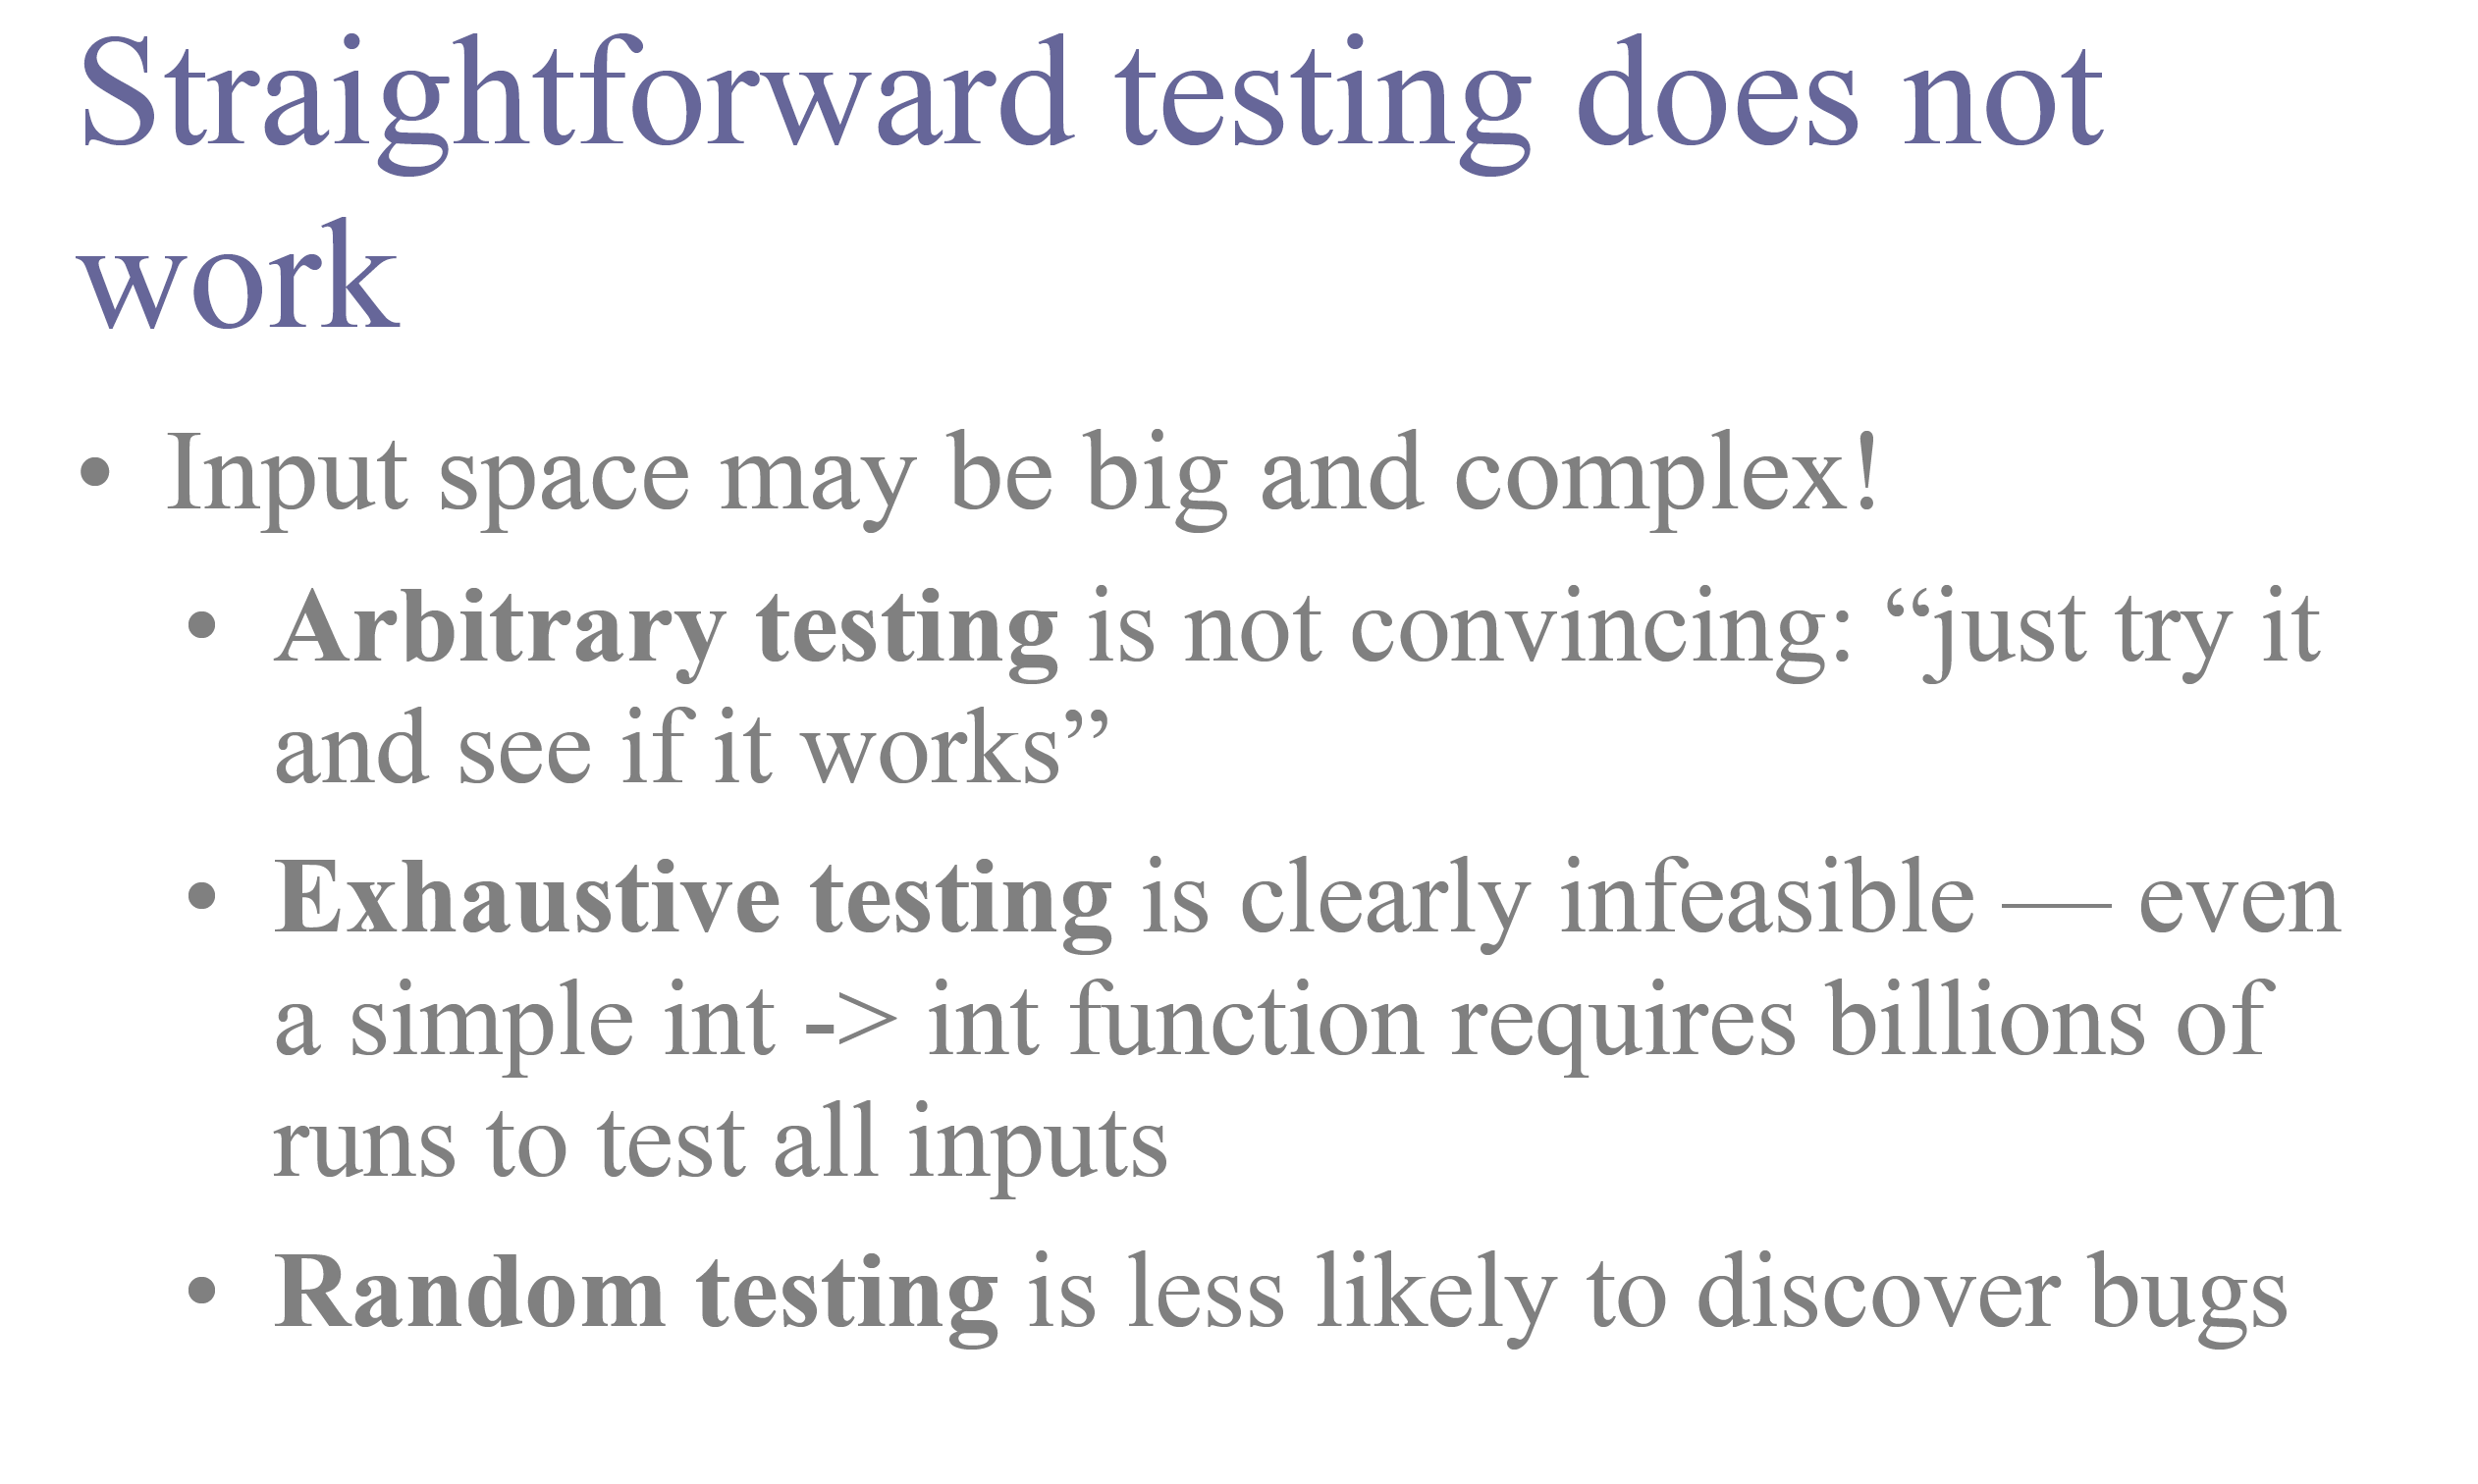 Straightforward testing does not
work
• Input space may be big and complex!
• Arbitrary testing is not convincing: “just try it
and see if it works”
• Exhaustive testing is clearly infeasible — even
a simple int -> int function requires billions of
runs to test all inputs
• Random testing is less likely to discover bugs